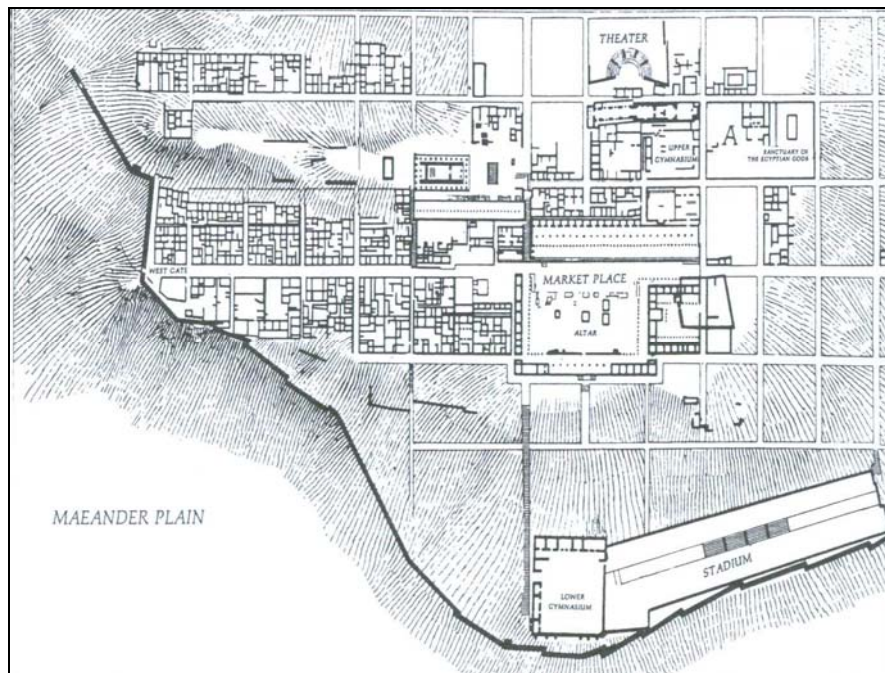 THEATER
UPPER
GYMNASIUM
A
SANCTUARY OF
THE EGYPTIAN GODS
WEST GATE
MARKET PLACE
ALTAR
MAEANDER PLAIN
STADIUM
LOWER
GYMNASIUM